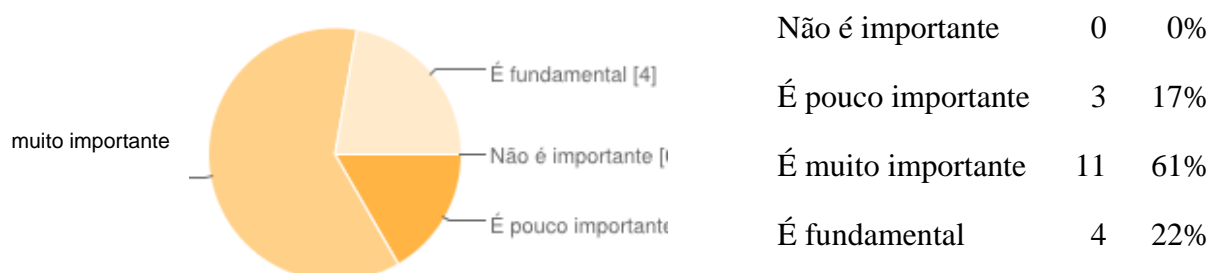 muito importante
É fundamental [4]
Não é importante [
É pouco importante
Não é importante 0 0%
É pouco importante 3 17%
É muito importante 11 61%
É fundamental 4 22%